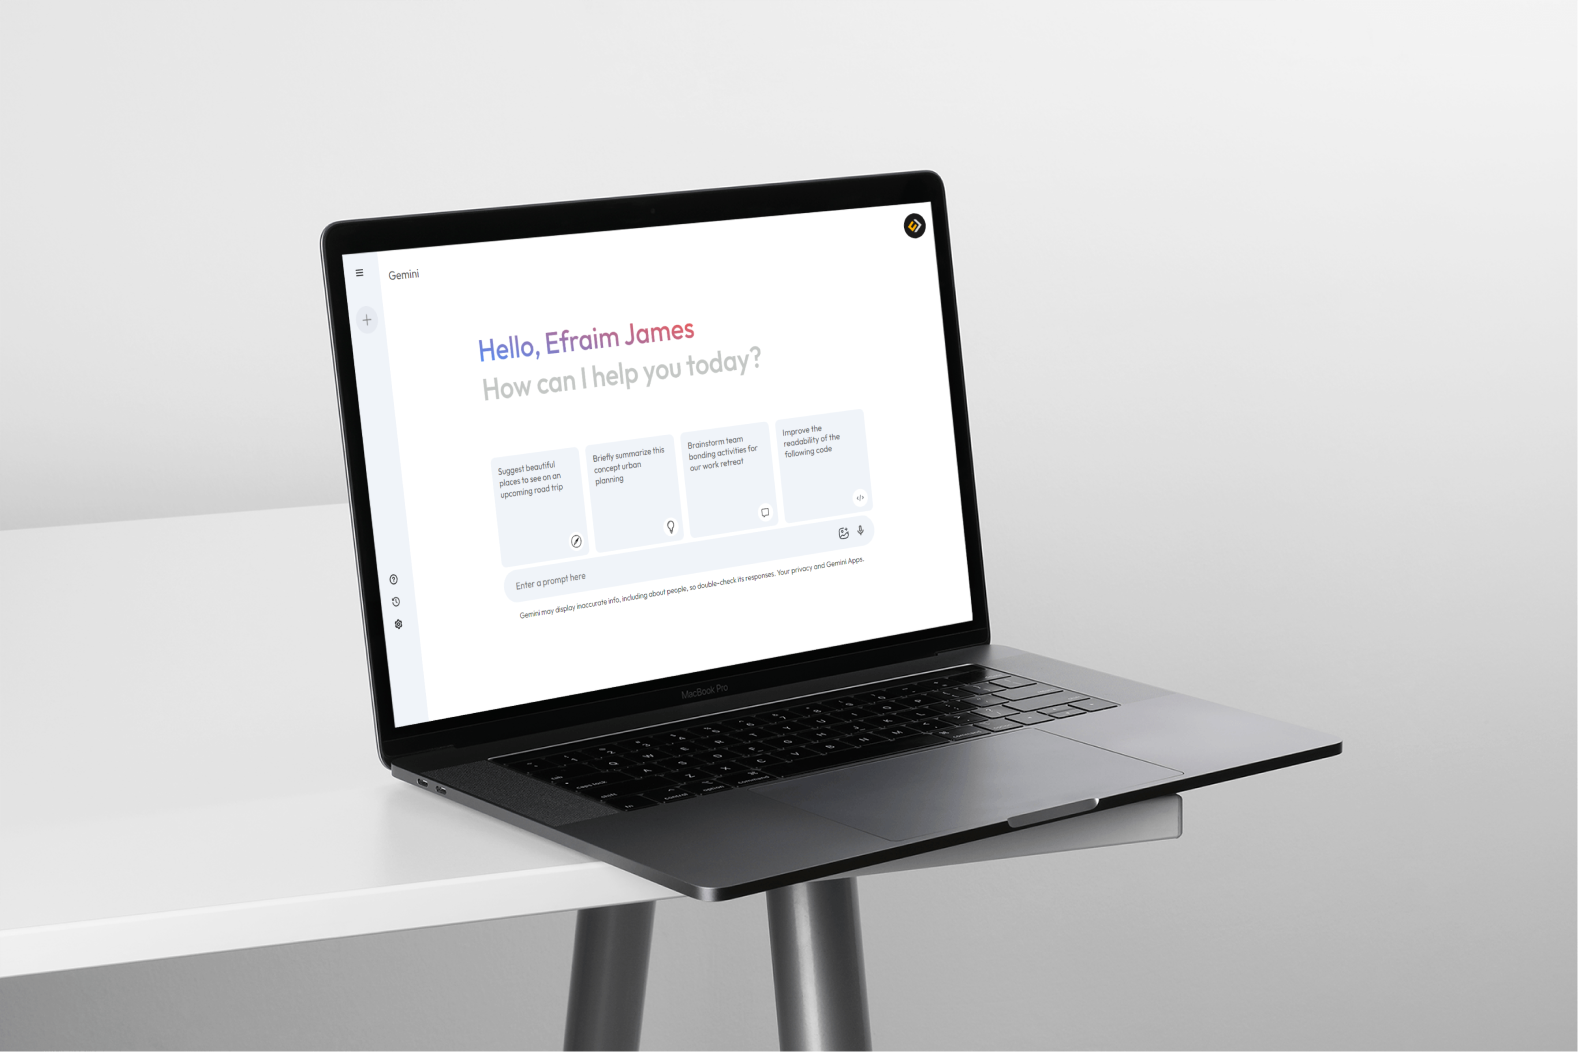 Gemini
Hello, Efraim James
How can I help you today?
Suggest beautiful
places to see on an
upcoming road trip
Briefly summarize this
concept urban
planning
Brainstorm team
bonding activities for
our work retreat
Improve the
readability of the
following code
Enter a prompt here
Gemini may display inaccurate info, including about people, so double-check its responses. Your privacy and Gemini Apps.
MacBook Pro